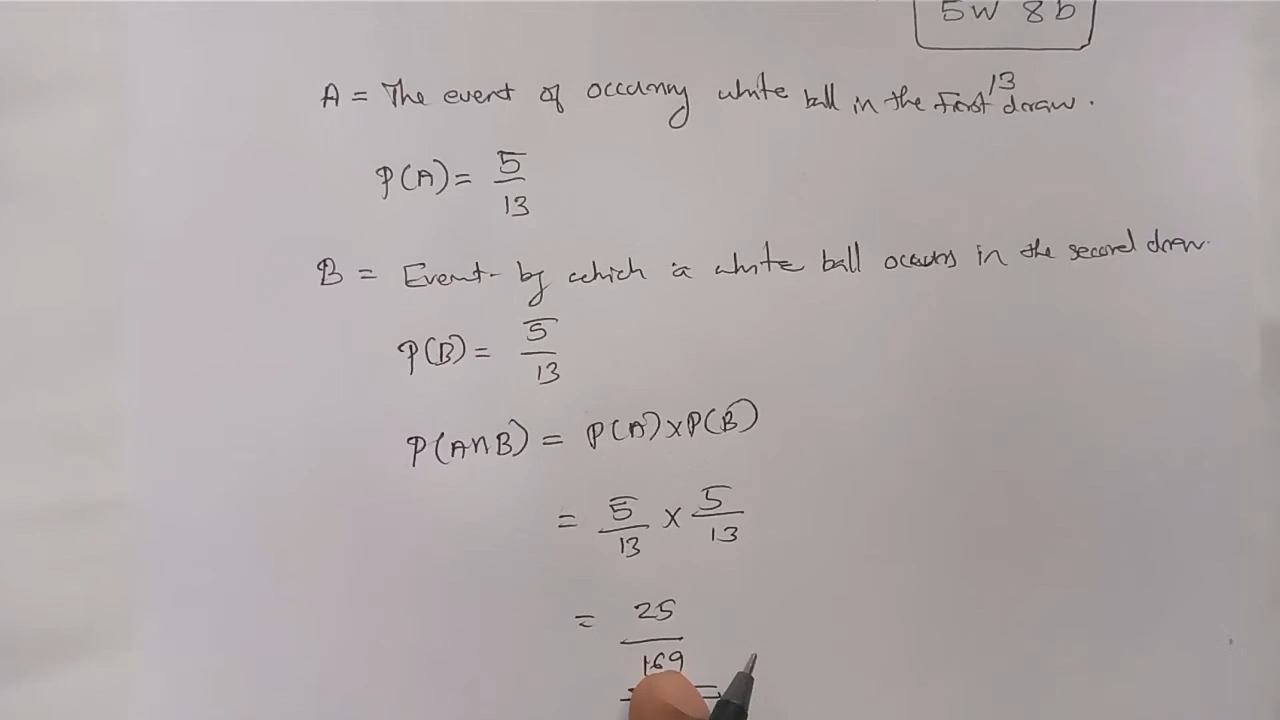 5W 8b
13
A = The event of occurring white ball in the First draw.
P(A) = 5/13
B = Event by which a white ball occurs in the second draw.
P(B) = 5/13
P(A∩B) = P(A)×P(B)
= 5/13 × 5/13
= 25/169